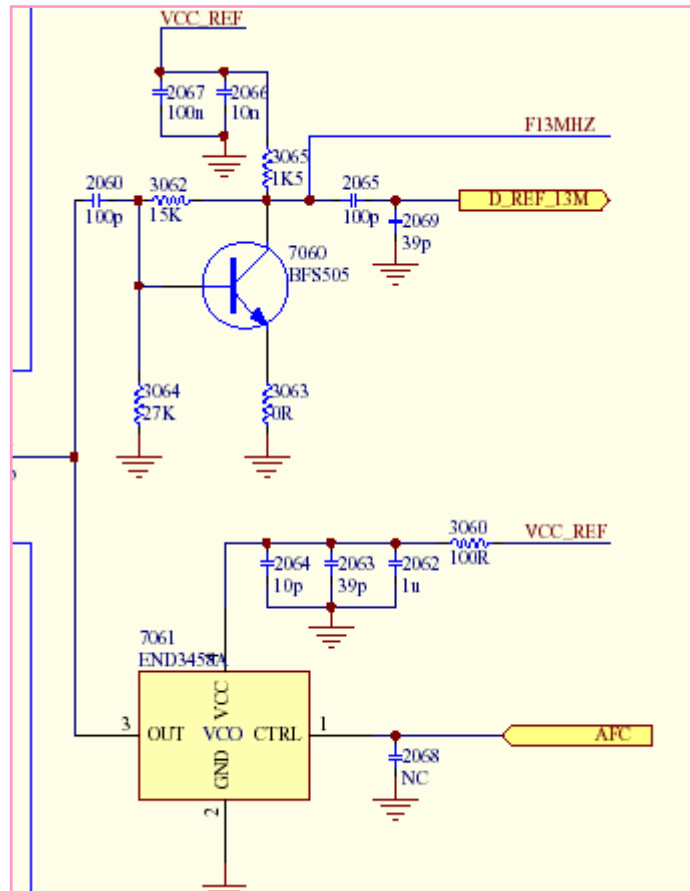 VCC_REF
2067
100n
2066
10n
3065
1K5
F13MHZ
2060
100p
3062
15K
2065
100p
D_REF_13M
2069
39p
7060
BFS505
3064
27K
3063
0R
3060
100R
VCC_REF
2064
10p
2063
39p
2062
1u
7061
END3458A
VCC
3
OUT
VCO
CTRL
1
AFC
GND
2
2068
NC